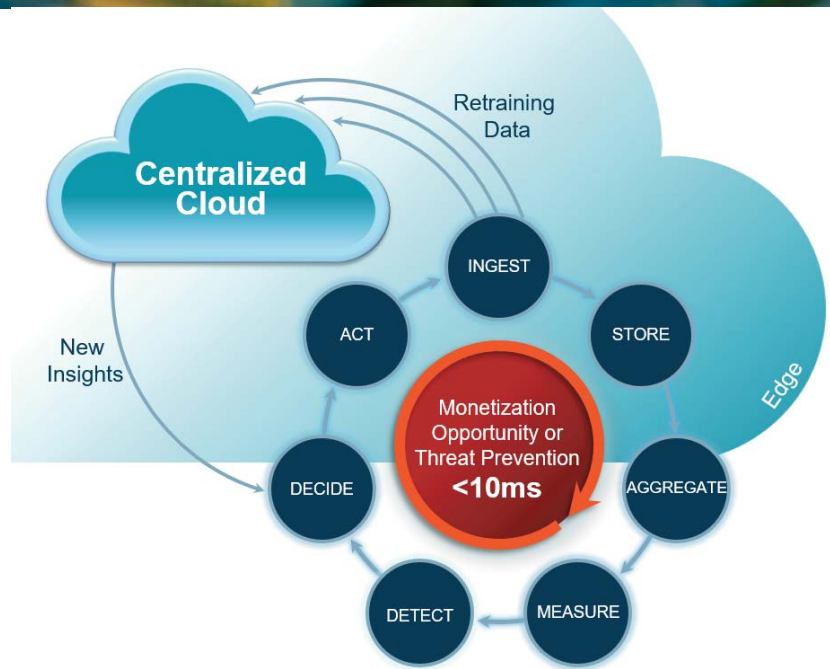 Retraining
Data
Centralized
Cloud
INGEST
ACT
STORE
New
Insights
Edge
Monetization
Opportunity or
Threat Prevention
<10ms
DECIDE
AGGREGATE
DETECT
MEASURE